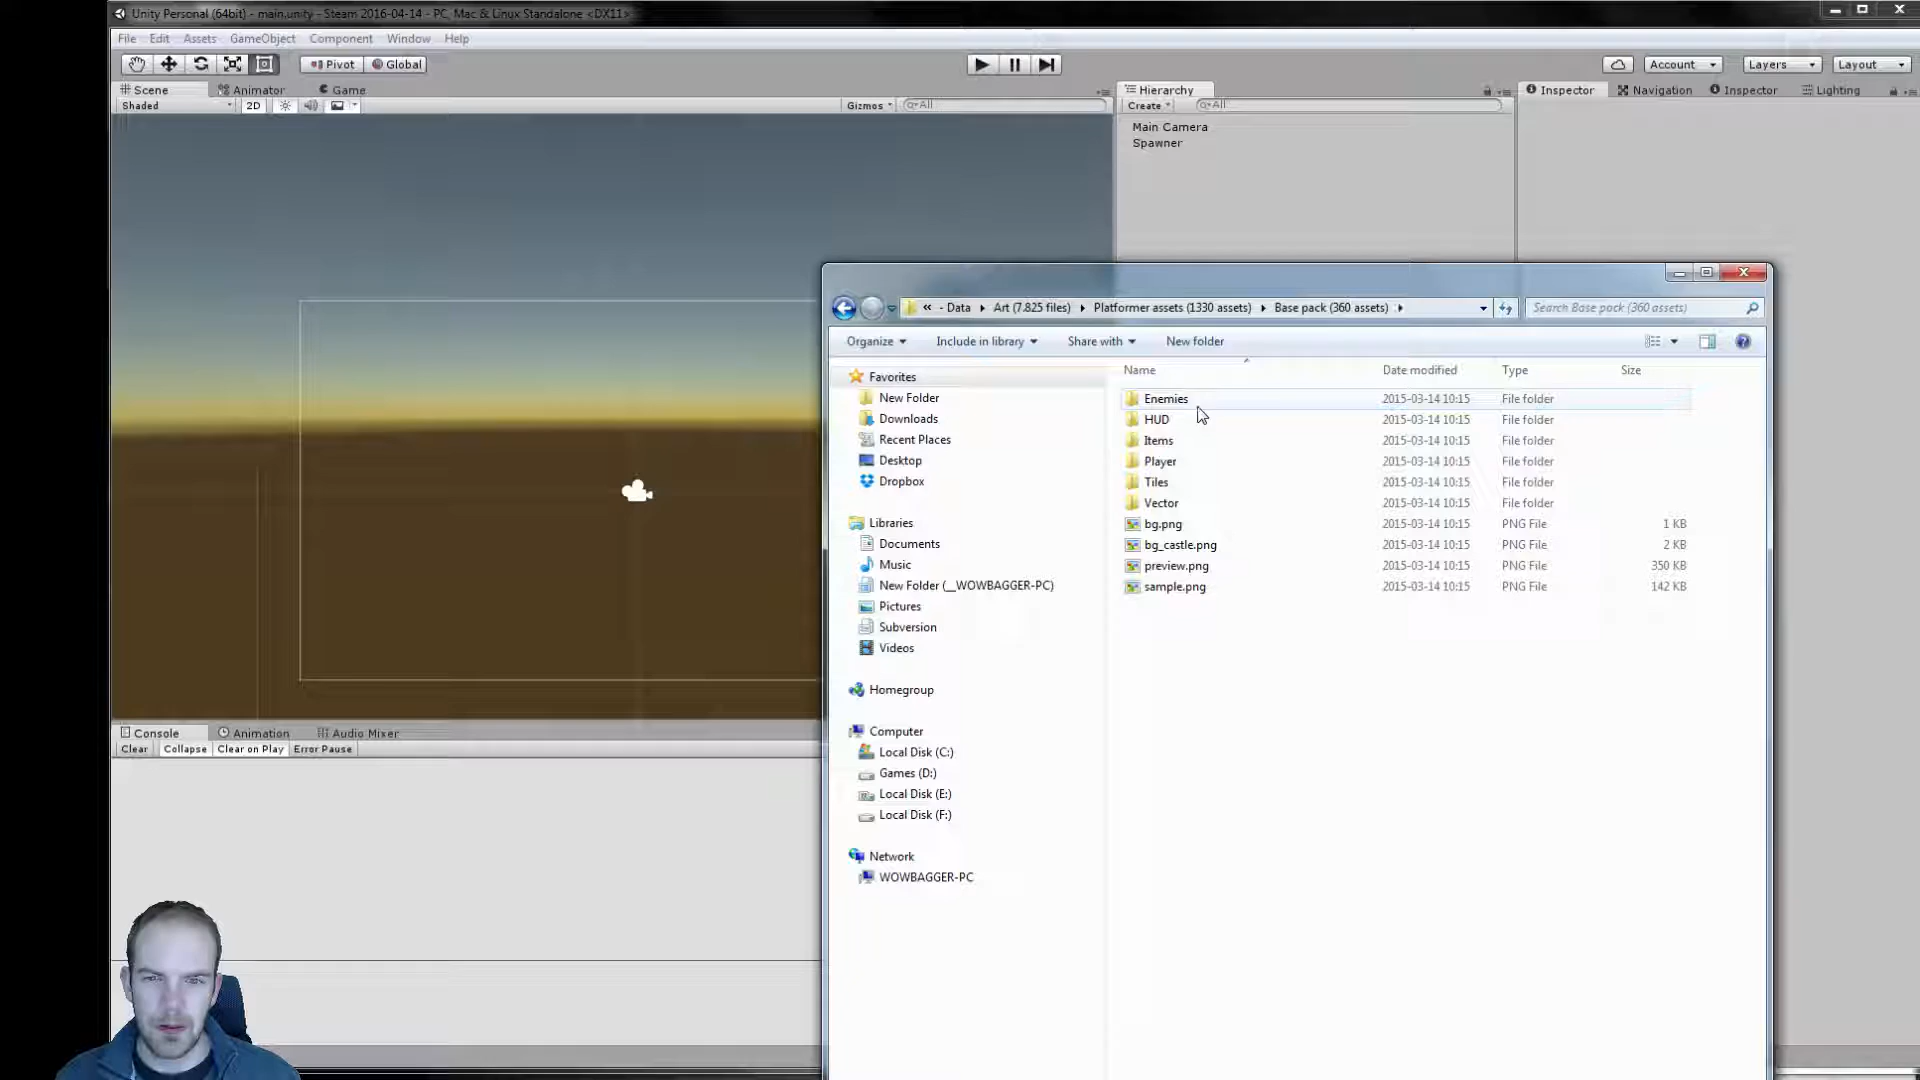 Unity Personal (64bit) - main.unity - Steam 2016-04-14 - PC, Mac & Linux Standalone <DX11>
File Edit Assets GameObject Component Window Help
Pivot Global Account Layers Layout
Scene Animator Game Hierarchy Inspector Navigation Inspector Lighting
Shaded 2D Gizmos All Create All
Main Camera
Spawner
« - Data Art (7.825 files) Platformer assets (1330 assets) Base pack (360 assets) Search Base pack (360 assets)
Organize Include in library Share with New folder
Favorites Name Date modified Type Size
New Folder Enemies 2015-03-14 10:15 File folder
Downloads HUD 2015-03-14 10:15 File folder
Recent Places Items 2015-03-14 10:15 File folder
Desktop Player 2015-03-14 10:15 File folder
Dropbox Tiles 2015-03-14 10:15 File folder
Vector 2015-03-14 10:15 File folder
Libraries bg.png 2015-03-14 10:15 PNG File 1 KB
Documents bg_castle.png 2015-03-14 10:15 PNG File 2 KB
Music preview.png 2015-03-14 10:15 PNG File 350 KB
New Folder (__WOWBAGGER-PC) sample.png 2015-03-14 10:15 PNG File 142 KB
Pictures
Subversion
Videos
Homegroup
Computer
Local Disk (C:)
Games (D:)
Local Disk (E:)
Local Disk (F:)
Network
WOWBAGGER-PC
Console Animation Audio Mixer
Clear Collapse Clear on Play Error Pause